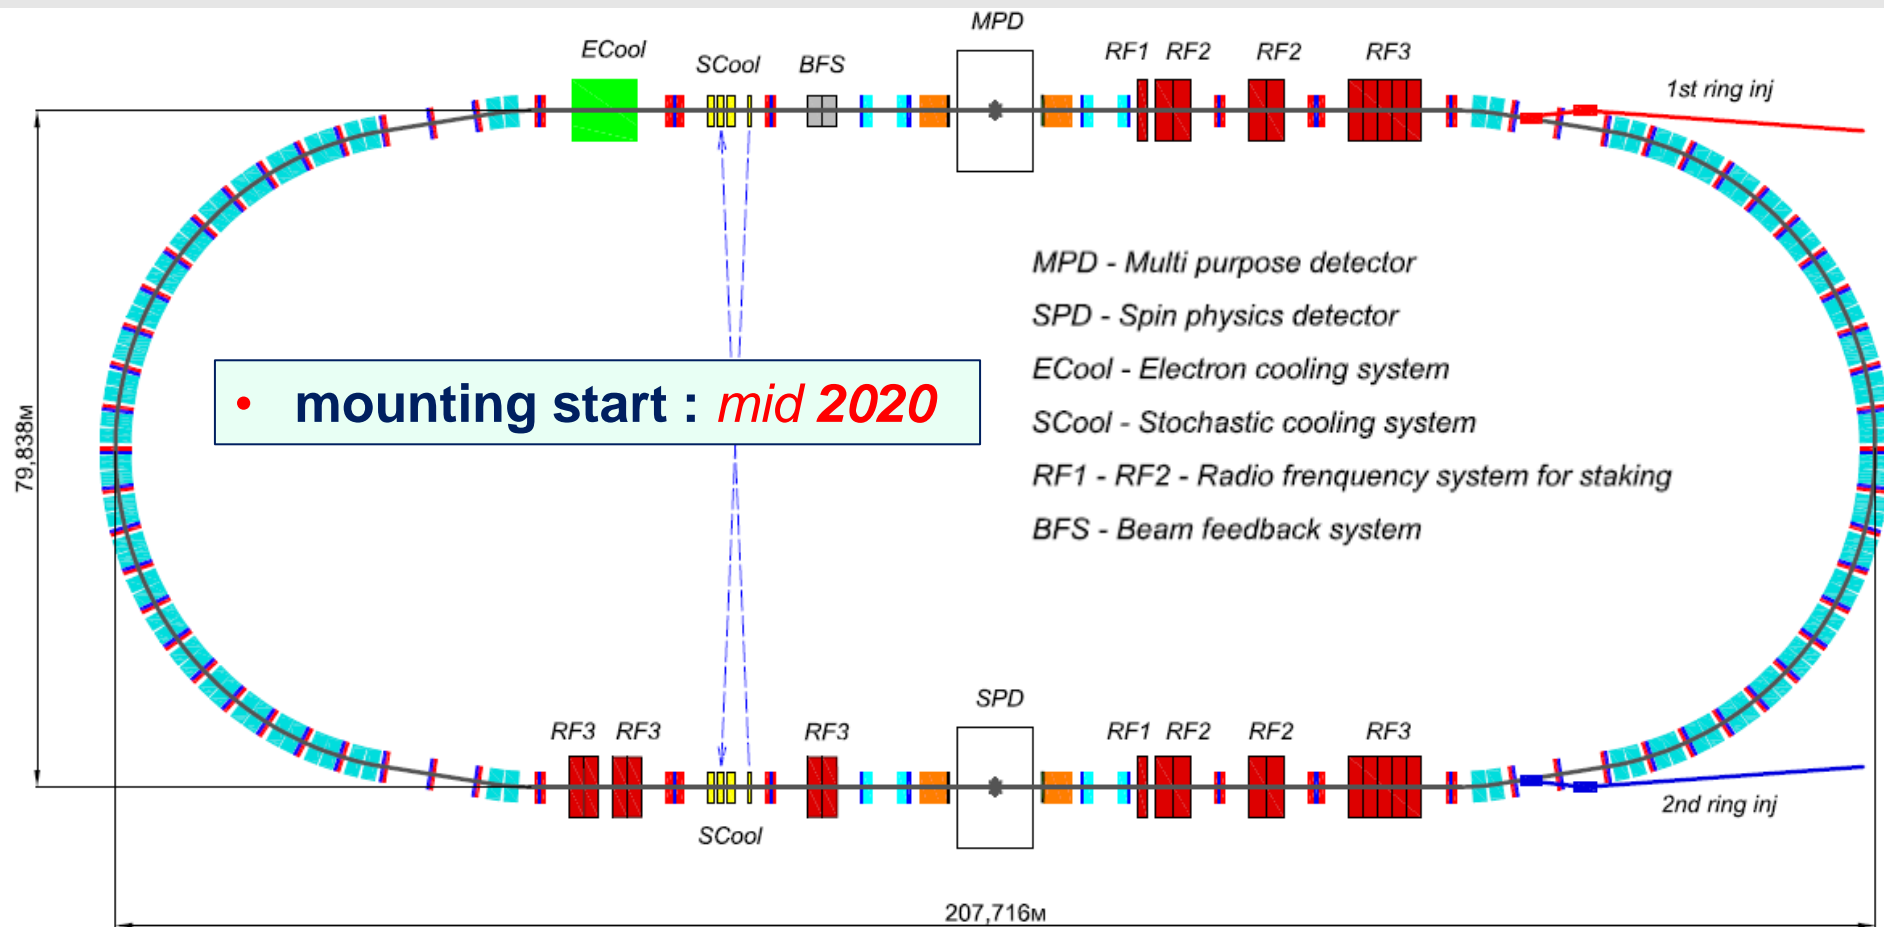 MPD
ECool
SCool
BFS
RF1 RF2
RF2
RF3
1st ring inj
MPD - Multi purpose detector
SPD - Spin physics detector
ECool - Electron cooling system
SCool - Stochastic cooling system
RF1 - RF2 - Radio frenquency system for staking
BFS - Beam feedback system
• mounting start : mid 2020
79,838м
SPD
RF3 RF3
RF3
RF1 RF2
RF2
RF3
SCool
2nd ring inj
207,716м